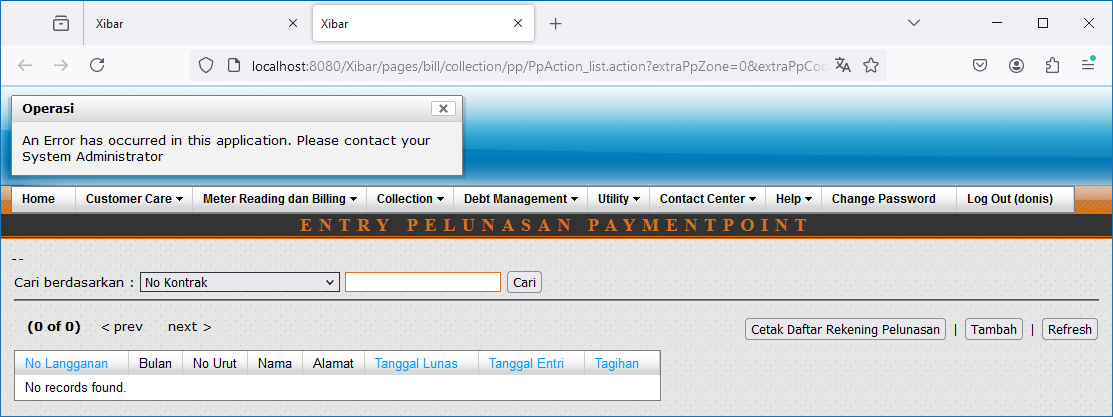 Xibar
Xibar
localhost:8080/Xibar/pages/bill/collection/pp/PpAction_list.action?extraPpZone=0&extraPpCod
Operasi
An Error has occurred in this application. Please contact your
System Administrator
Home Customer Care Meter Reading dan Billing Collection Debt Management Utility Contact Center Help Change Password Log Out (donis)
ENTRY PELUNASAN PAYMENTPOINT
--
Cari berdasarkan : No Kontrak Cari
(0 of 0) < prev next > Cetak Daftar Rekening Pelunasan | Tambah | Refresh
No Langganan Bulan No Urut Nama Alamat Tanggal Lunas Tanggal Entri Tagihan
No records found.